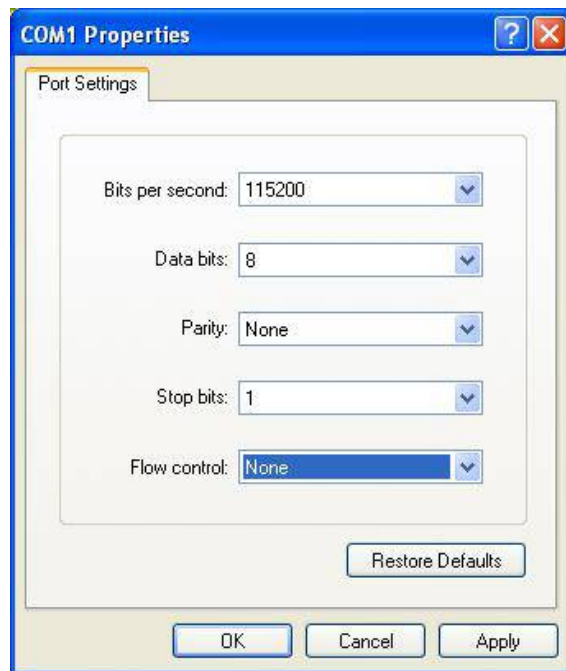 COM1 Properties
Port Settings
Bits per second: 115200
Data bits: 8
Parity: None
Stop bits: 1
Flow control: None
Restore Defaults
OK Cancel Apply